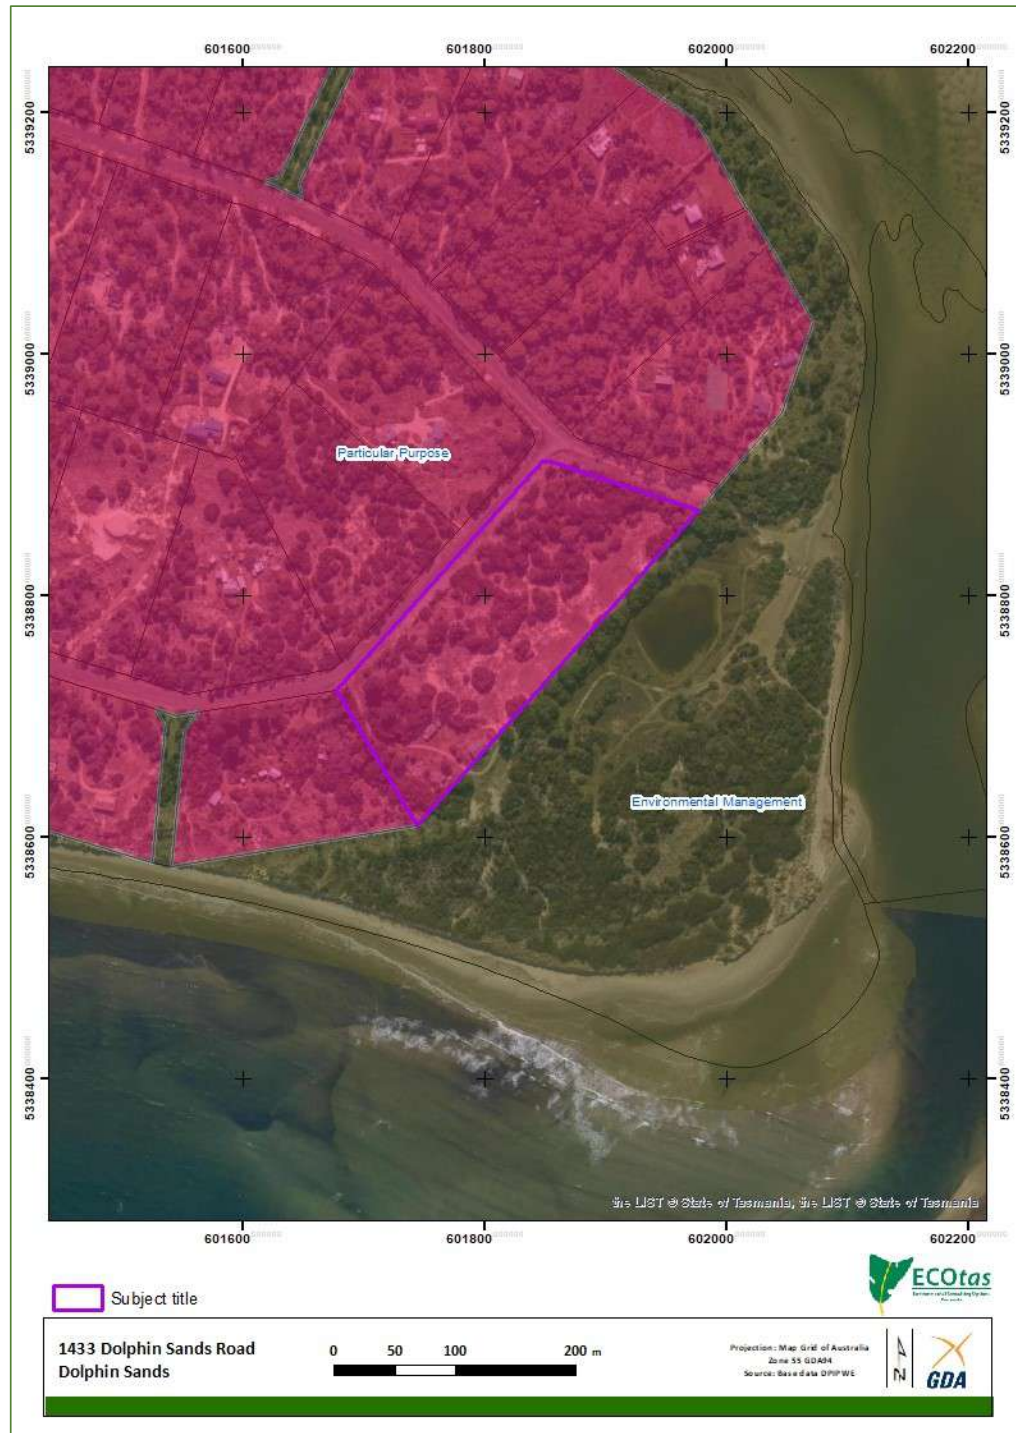 601600 601800 602000 602200
5339200 5339200
5339000 5339000
Particular Purpose
5338800 5338800
Environmental Management
5338600 5338600
5338400 5338400
the LIST © State of Tasmania, the LIST © State of Tasmania
601600 601800 602000 602200
Subject title
ECOtas
1433 Dolphin Sands Road
Dolphin Sands
0 50 100 200 m
Projection: Map Grid of Australia
Zone 55 GDA94
Source: Base data DPIPWE
N
GDA